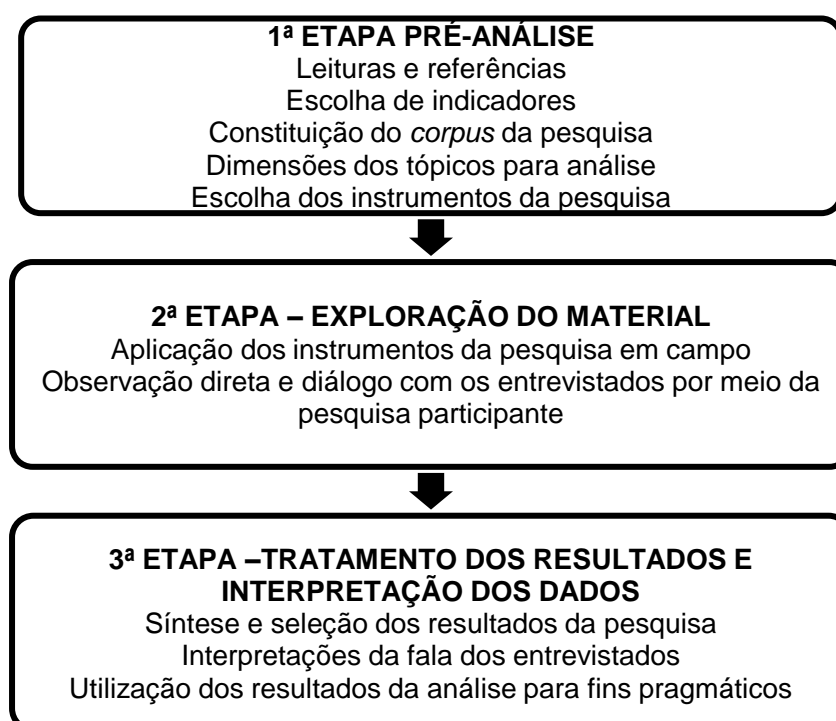 1ª ETAPA PRÉ-ANÁLISE
Leituras e referências
Escolha de indicadores
Constituição do corpus da pesquisa
Dimensões dos tópicos para análise
Escolha dos instrumentos da pesquisa
2ª ETAPA – EXPLORAÇÃO DO MATERIAL
Aplicação dos instrumentos da pesquisa em campo
Observação direta e diálogo com os entrevistados por meio da
pesquisa participante
3ª ETAPA –TRATAMENTO DOS RESULTADOS E
INTERPRETAÇÃO DOS DADOS
Síntese e seleção dos resultados da pesquisa
Interpretações da fala dos entrevistados
Utilização dos resultados da análise para fins pragmáticos